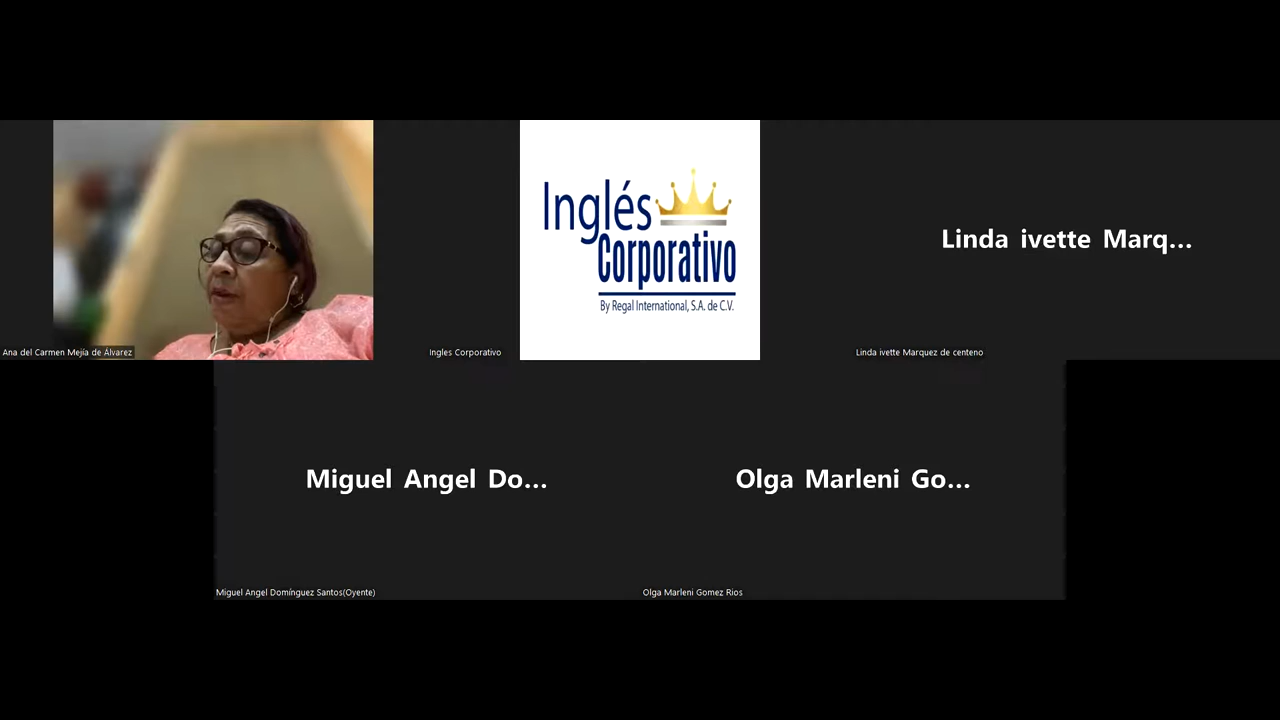 Inglés
Corporativo
By Regal International, S.A. de C.V.
Linda ivette Marq...
Ana del Carmen Mejía de Álvarez
Ingles Corporativo
Linda ivette Marquez de centeno
Miguel Angel Do...
Olga Marleni Go...
Miguel Angel Domínguez Santos(Oyente)
Olga Marleni Gomez Rios